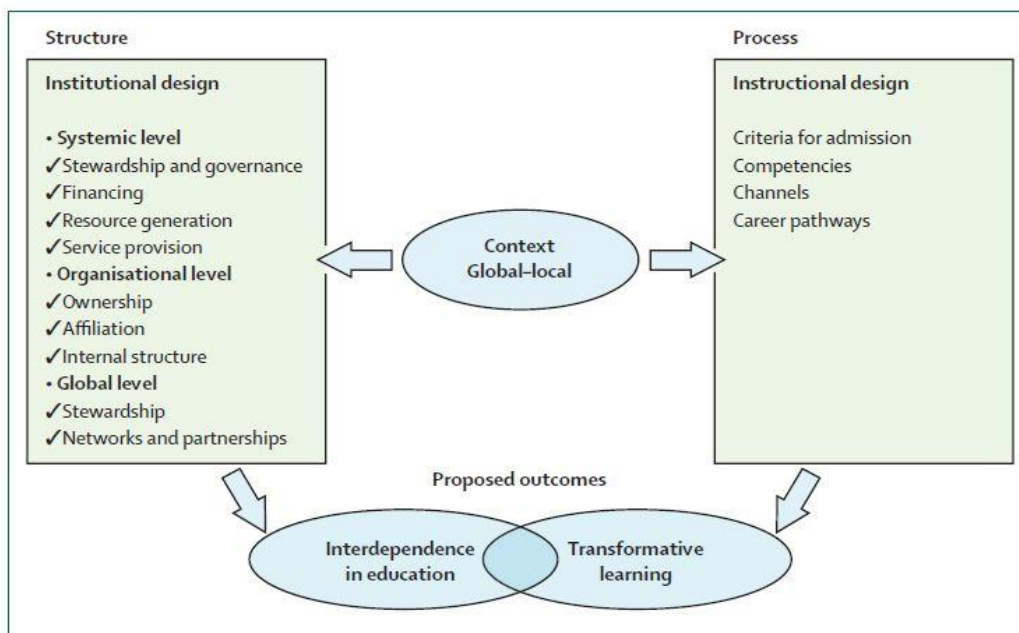 Structure
Institutional design
• Systemic level
✓Stewardship and governance
✓Financing
✓Resource generation
✓Service provision
• Organisational level
✓Ownership
✓Affiliation
✓Internal structure
• Global level
✓Stewardship
✓Networks and partnerships
Context
Global–local
Process
Instructional design
Criteria for admission
Competencies
Channels
Career pathways
Proposed outcomes
Interdependence
in education
Transformative
learning